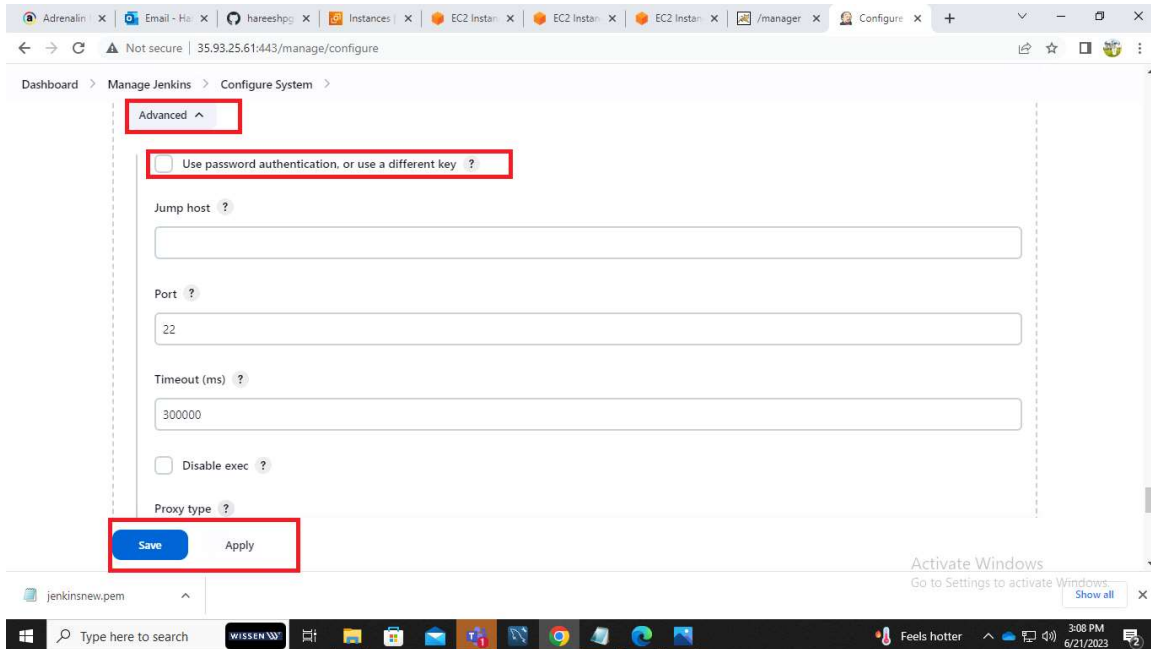 Adrenalin
Email - Ha
hareeshpg
Instances
EC2 Instan
EC2 Instan
EC2 Instan
/manager
Configure
Not secure | 35.93.25.61:443/manage/configure
Dashboard > Manage Jenkins > Configure System >
Advanced
Use password authentication, or use a different key ?
Jump host ?
Port ?
22
Timeout (ms) ?
300000
Disable exec ?
Proxy type ?
Save Apply
Activate Windows
Go to Settings to activate Windows.
jenkinsnew.pem
Show all
Type here to search
WISSEN
Feels hotter
3:08 PM
6/21/2023
2